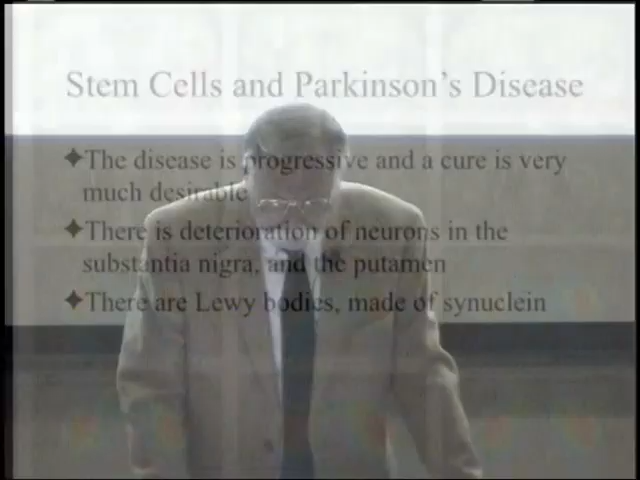 Stem Cells and Parkinson's Disease
✦The disease is progressive and a cure is very
much desirable
✦There is deterioration of neurons in the
substantia nigra, and the putamen
✦There are Lewy bodies, made of synuclein